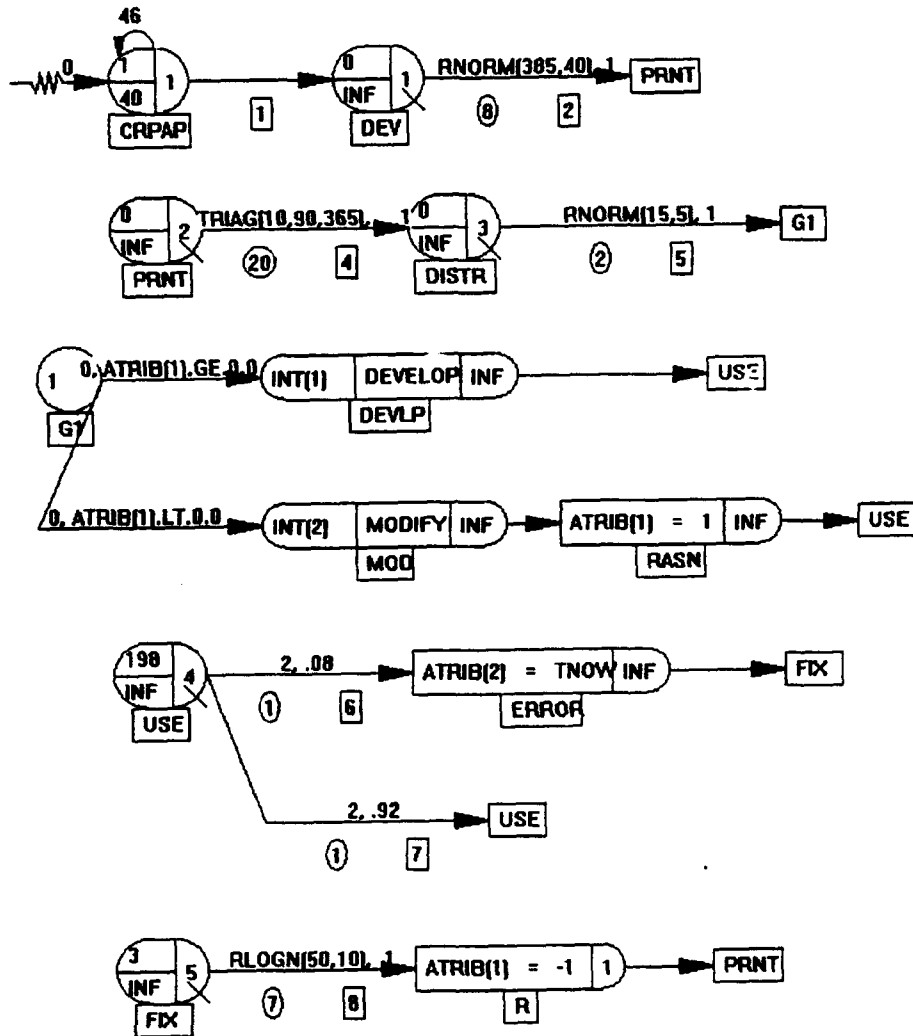 46
0 1 40 1 CRPAP 1 0 INF 1 DEV RNORM(385,40), 1 8 2 PRNT
0 INF 2 PRNT TRIAG(10,90,365), 1 20 4 0 INF 3 DISTR RNORM(15,5), 1 2 5 G1
1 G1 0, ATRIB(1).GE.0.0 INT(1) DEVELOP INF DEVLP USE
0, ATRIB(1).LT.0.0 INT(2) MODIFY INF MOD ATRIB(1) = 1 INF RASN USE
198 INF 4 USE 2, .08 1 6 ATRIB(2) = TNOW INF ERROR FIX
2, .92 1 7 USE
3 INF 5 FIX RLOGN(50,10), 1 7 8 ATRIB(1) = -1 1 R PRNT